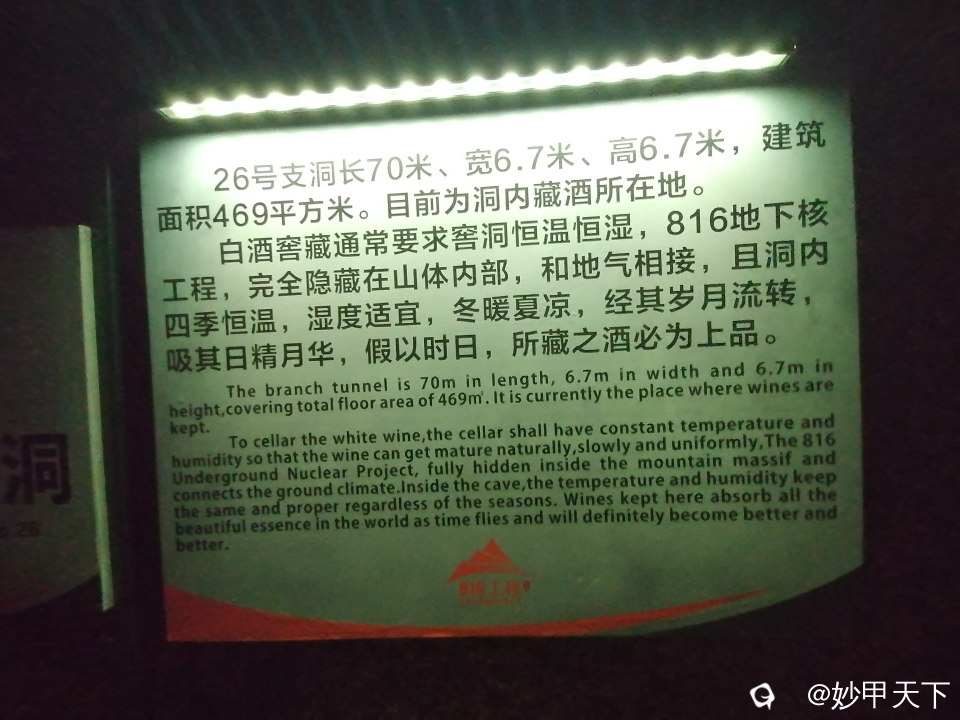 26号支洞长70米、宽6.7米、高6.7米，建筑
面积469平方米。目前为洞内藏酒所在地。
白酒窖藏通常要求窖洞恒温恒湿，816地下核
工程，完全隐藏在山体内部，和地气相接，且洞内
四季恒温，湿度适宜，冬暖夏凉，经其岁月流转，
吸其日精月华，假以时日，所藏之酒必为上品。
The branch tunnel is 70m in length, 6.7m in width and 6.7m in
height,covering total floor area of 469㎡. It is currently the place where wines are
kept.
To cellar the white wine,the cellar shall have constant temperature and
humidity so that the wine can get mature naturally,slowly and uniformly,The 816
Underground Nuclear Project, fully hidden inside the mountain massif and
connects the ground climate.Inside the cave,the temperature and humidity keep
the same and proper regardless of the seasons. Wines kept here absorb all the
beautiful essence in the world as time flies and will definitely become better and
better.
816工程
洞
26
@妙甲天下